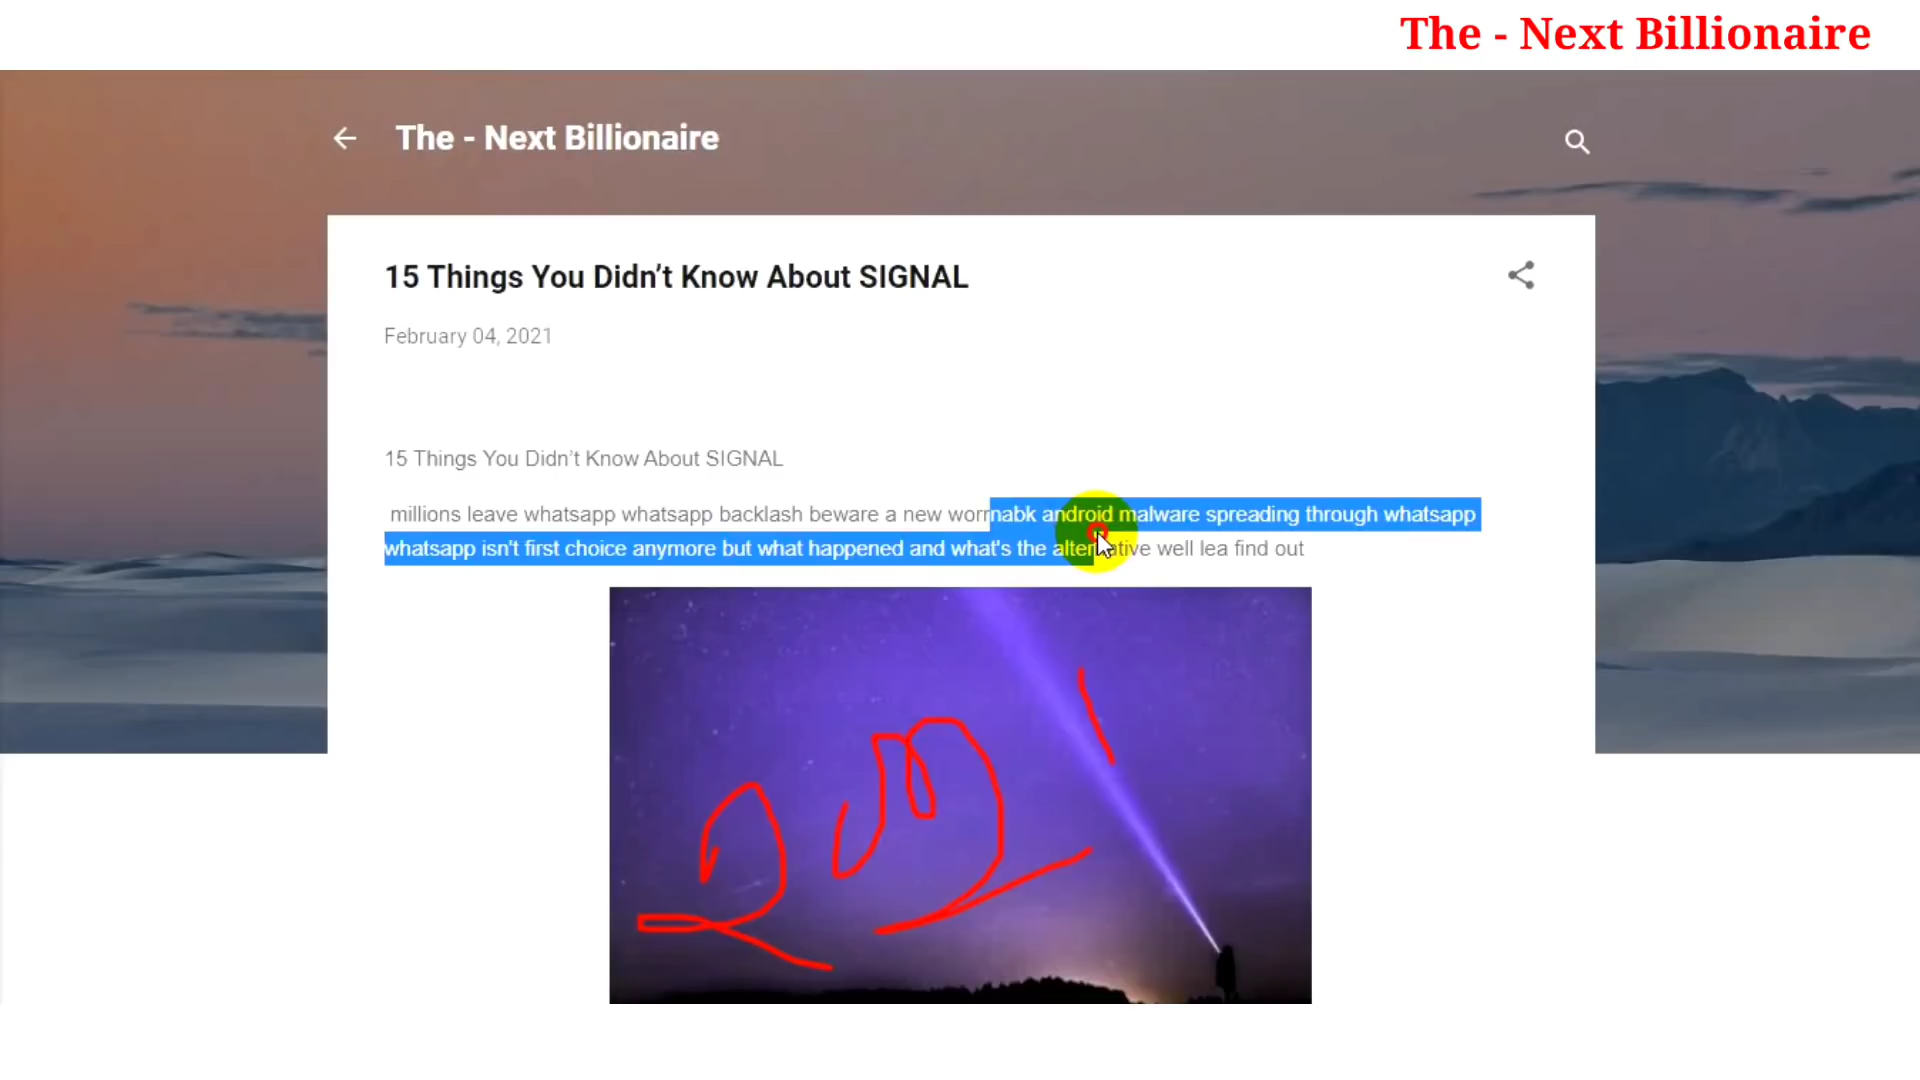 The - Next Billionaire
The - Next Billionaire
15 Things You Didn’t Know About SIGNAL
February 04, 2021
15 Things You Didn’t Know About SIGNAL
millions leave whatsapp whatsapp backlash beware a new wormabk android malware spreading through whatsapp
whatsapp isn't first choice anymore but what happened and what's the alternative well lea find out